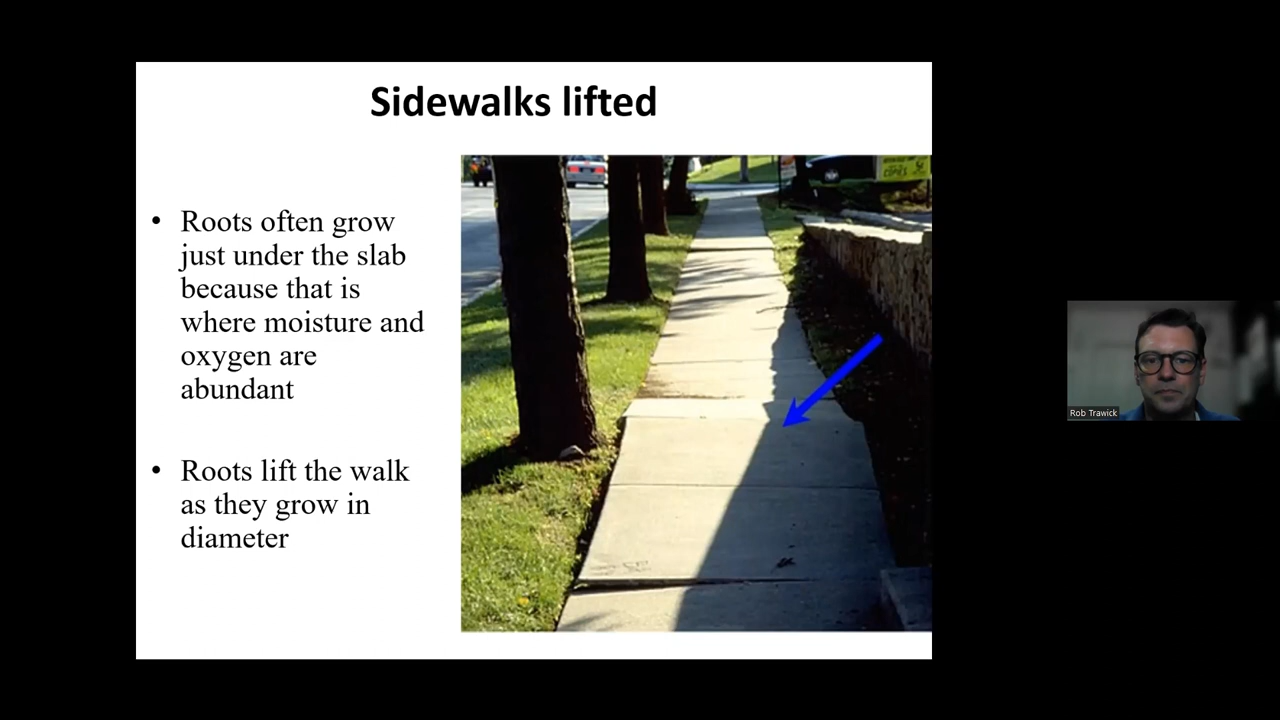 Sidewalks lifted
• Roots often grow
just under the slab
because that is
where moisture and
oxygen are
abundant
• Roots lift the walk
as they grow in
diameter
COPIES
Rob Trawick